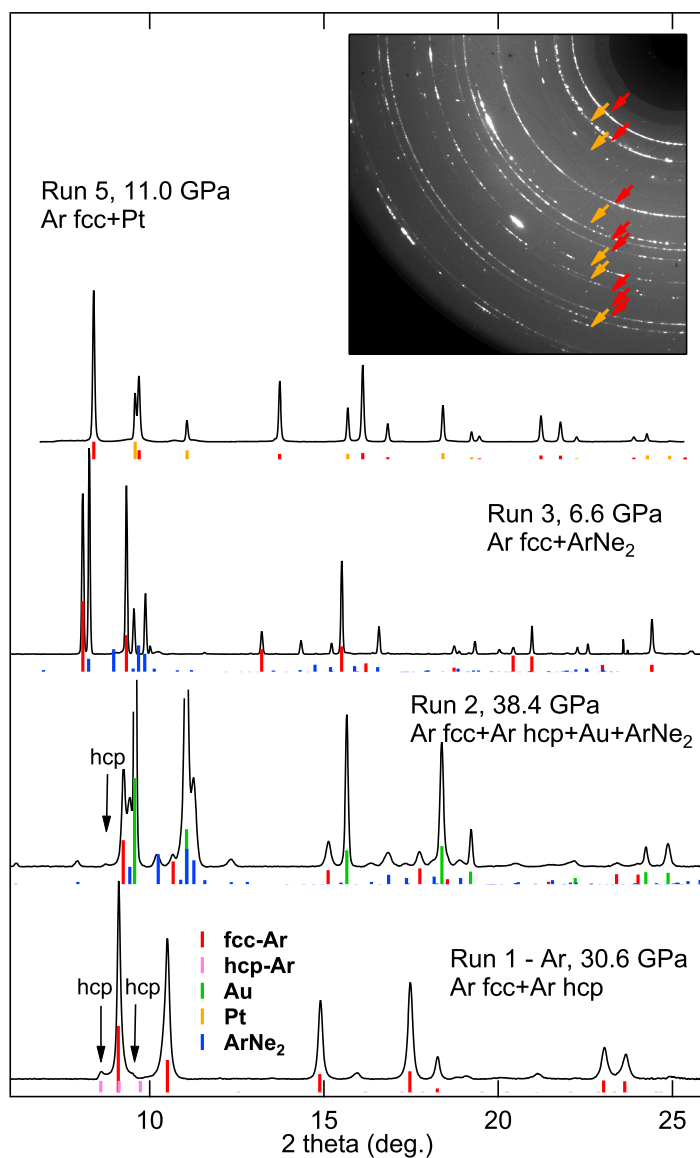 Run 5, 11.0 GPa
Ar fcc+Pt
Run 3, 6.6 GPa
Ar fcc+ArNe2
Run 2, 38.4 GPa
Ar fcc+Ar hcp+Au+ArNe2
hcp
fcc-Ar
hcp-Ar
Au
Pt
ArNe2
Run 1 - Ar, 30.6 GPa
Ar fcc+Ar hcp
hcp
hcp
10
15
20
25
2 theta (deg.)